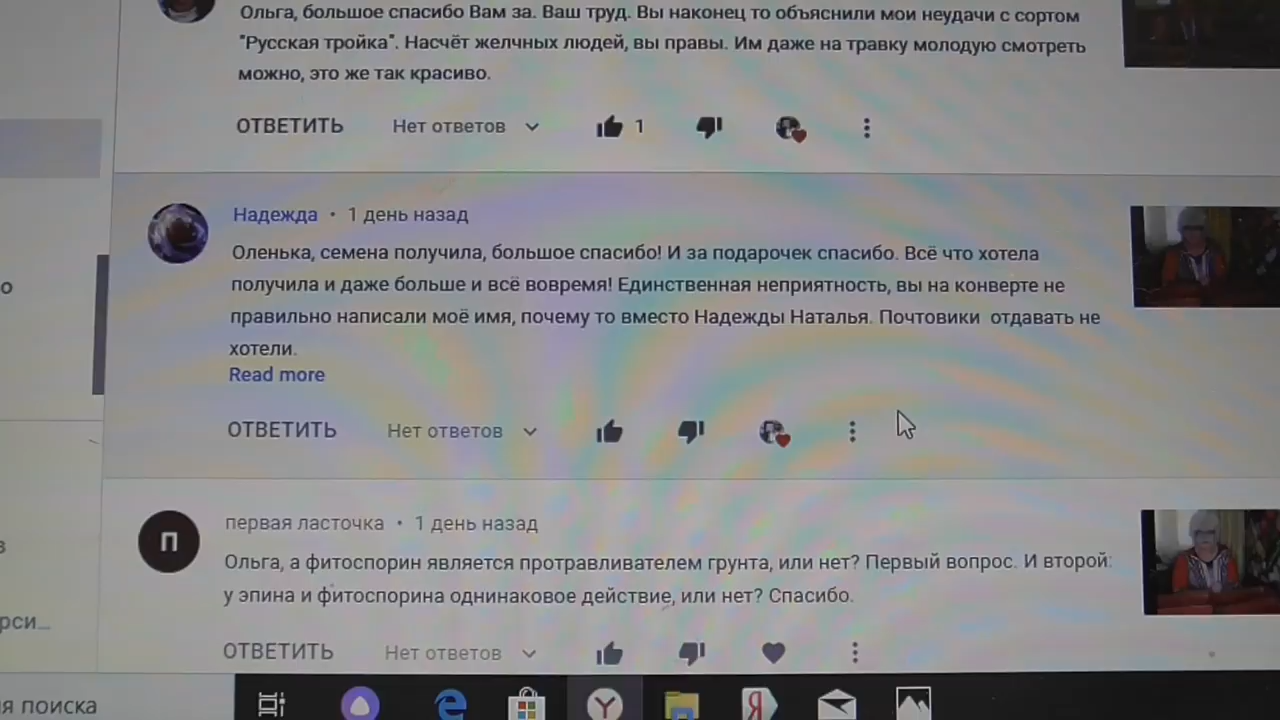 Ольга, большое спасибо Вам за. Ваш труд. Вы наконец то объяснили мои неудачи с сортом
"Русская тройка". Насчёт желчных людей, вы правы. Им даже на травку молодую смотреть
можно, это же так красиво.
ОТВЕТИТЬ Нет ответов 1
Надежда • 1 день назад
Оленька, семена получила, большое спасибо! И за подарочек спасибо. Всё что хотела
получила и даже больше и всё вовремя! Единственная неприятность, вы на конверте не
правильно написали моё имя, почему то вместо Надежды Наталья. Почтовики отдавать не
о
хотели.
Read more
ОТВЕТИТЬ Нет ответов
П
первая ласточка • 1 день назад
Ольга, а фитоспорин является протравливателем грунта, или нет? Первый вопрос. И второй:
у эпина и фитоспорина однинаковое действие, или нет? Спасибо.
в
рси...
ОТВЕТИТЬ Нет ответов
я поиска
Y
Я